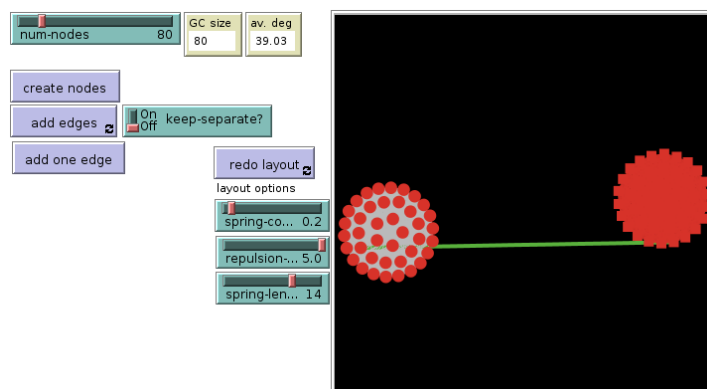 num-nodes 80
GC size
80
av. deg
39.03
create nodes
add edges
On
Off
keep-separate?
add one edge
redo layout
layout options
spring-co... 0.2
repulsion-... 5.0
spring-len... 14